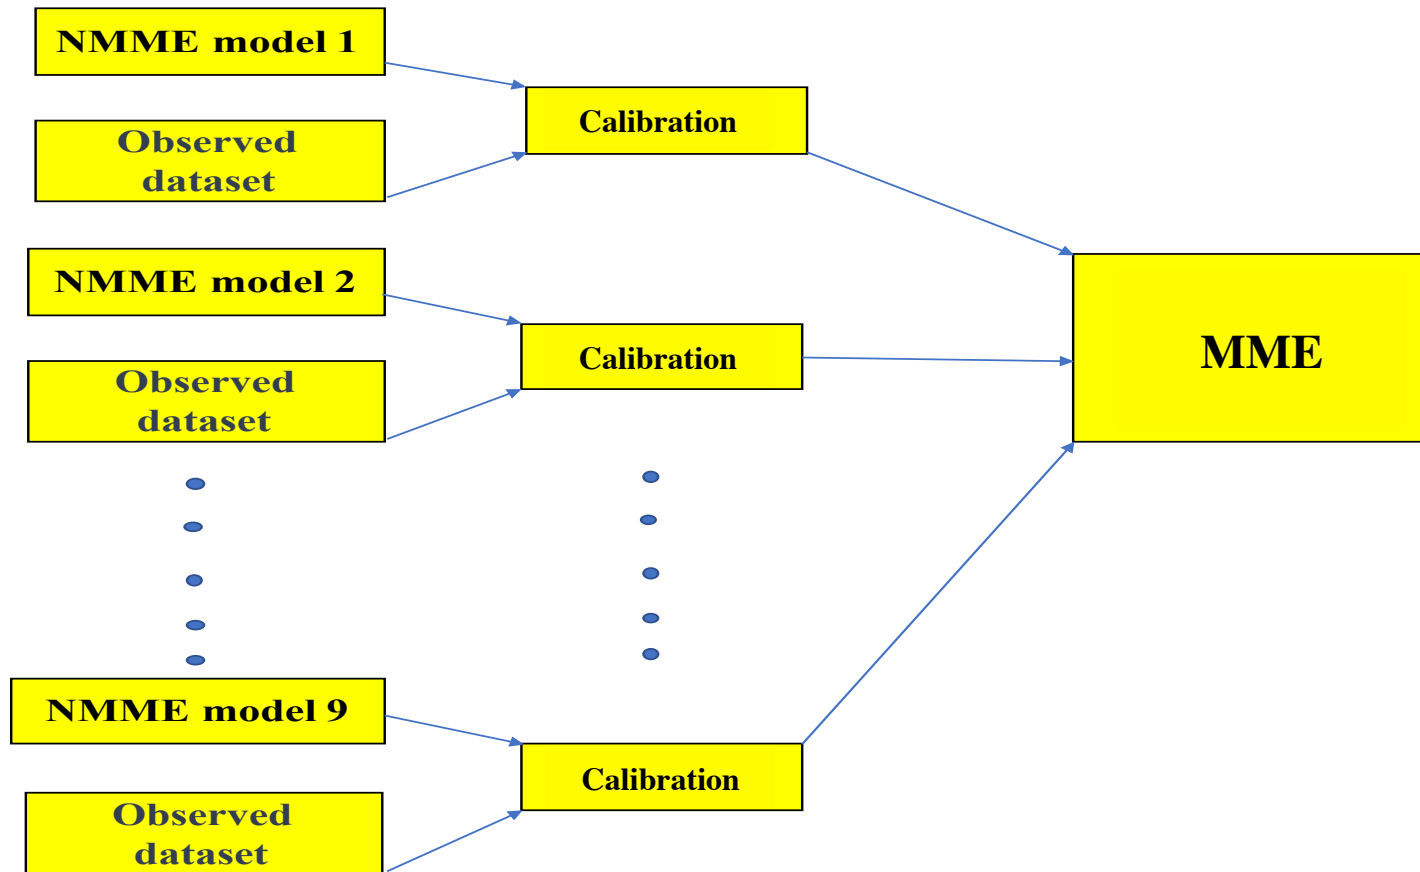 NMME model 1
Observed
dataset
Calibration
NMME model 2
Observed
dataset
Calibration
MME
NMME model 9
Observed
dataset
Calibration